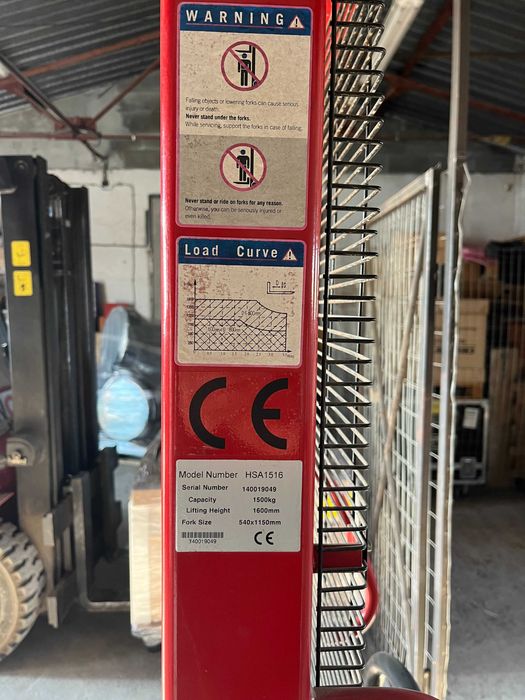 WARNING
Falling objects or lowering forks can cause serious
injury or death.
Never stand under the forks.
While servicing, support the forks in case of falling.
Never stand or ride on forks for any reason.
Otherwise, you can be seriously injured or
even killed.
Load Curve
CE
Model Number HSA1516
Serial Number 140019049
Capacity 1500kg
Lifting Height 1600mm
Fork Size 540x1150mm
140019049 CE